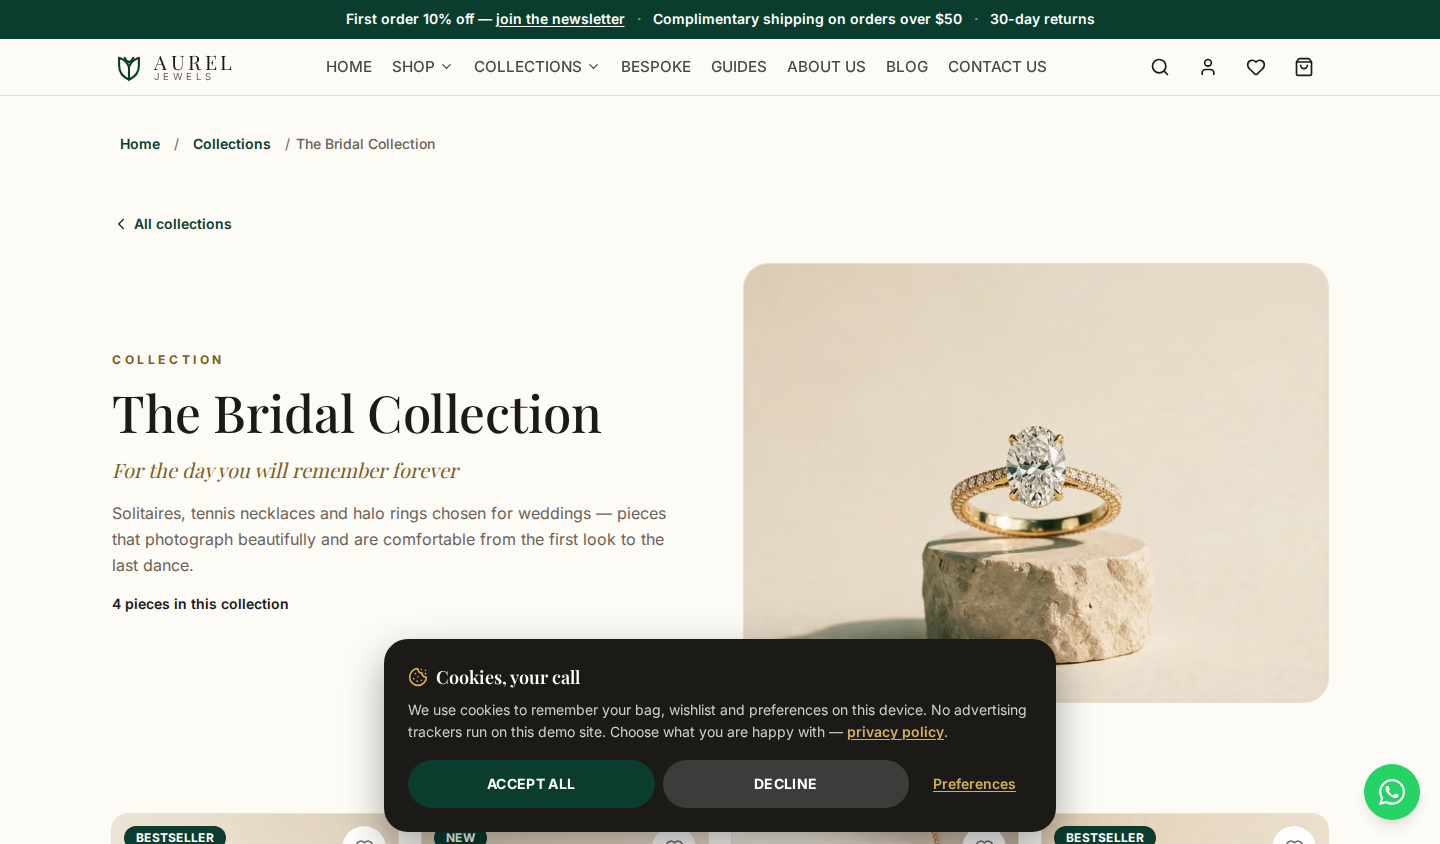 First order 10% off — join the newsletter · Complimentary shipping on orders over $50 · 30-day returns
AUREL
JEWELS
HOME SHOP COLLECTIONS BESPOKE GUIDES ABOUT US BLOG CONTACT US
Home / Collections / The Bridal Collection
All collections
COLLECTION
The Bridal Collection
For the day you will remember forever
Solitaires, tennis necklaces and halo rings chosen for weddings — pieces
that photograph beautifully and are comfortable from the first look to the
last dance.
4 pieces in this collection
Cookies, your call
We use cookies to remember your bag, wishlist and preferences on this device. No advertising
trackers run on this demo site. Choose what you are happy with — privacy policy.
ACCEPT ALL DECLINE Preferences
BESTSELLER NEW BESTSELLER